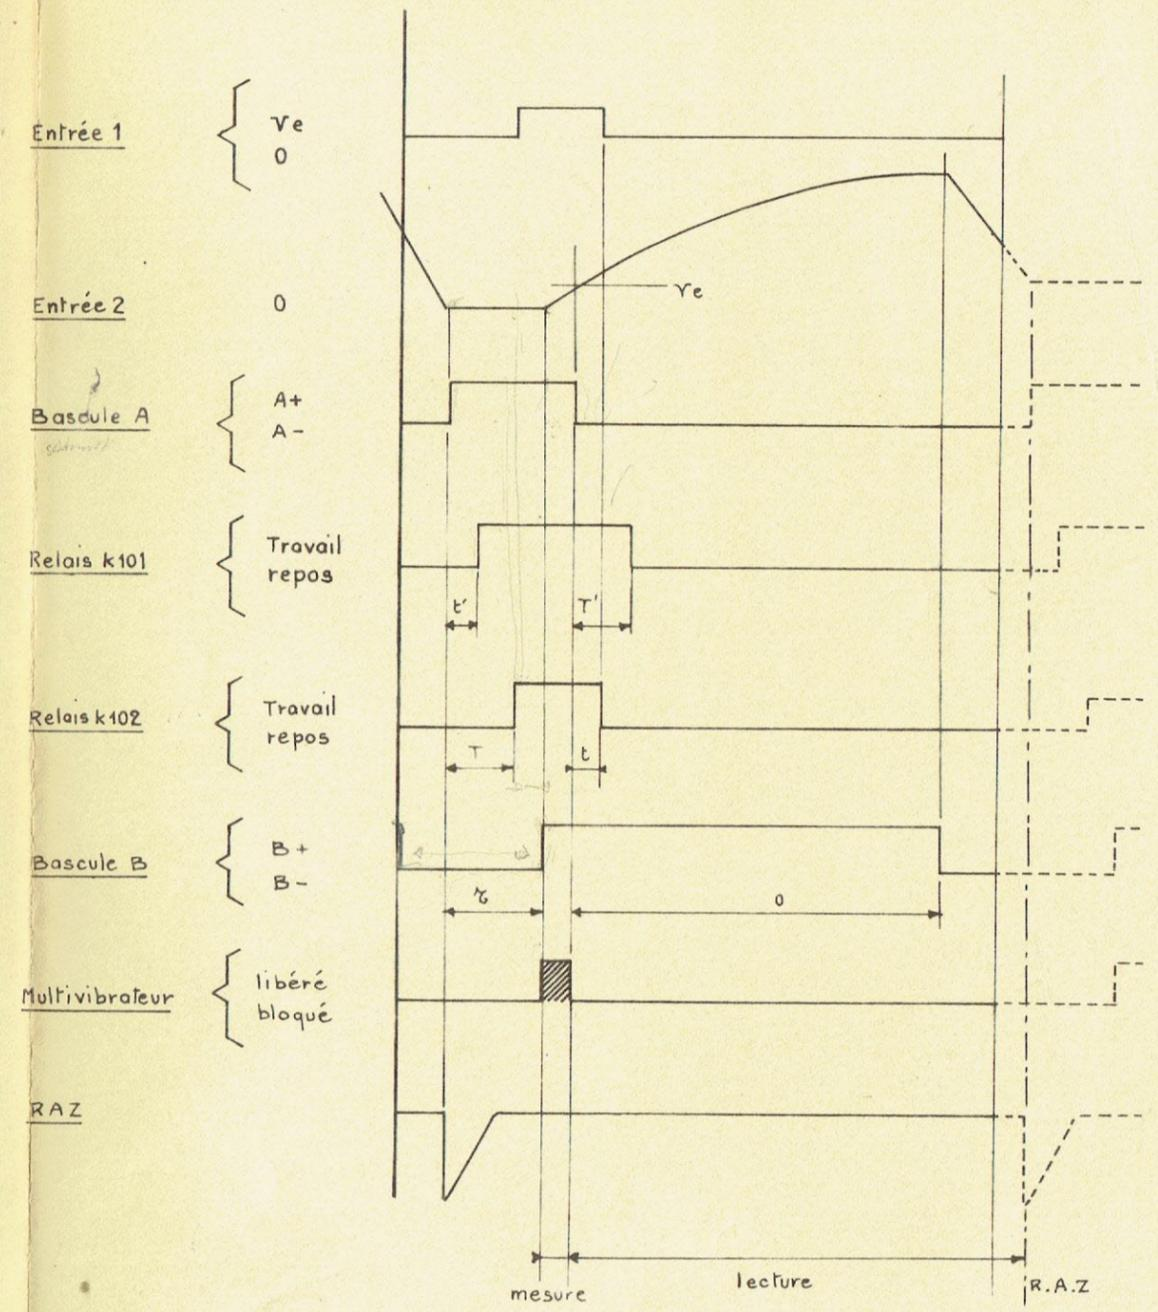 Entrée 1
Ve
0
Entrée 2
0
Ve
Bascule A
A+
A-
Relais k101
Travail
repos
t'
T'
Relais k102
Travail
repos
T
t
Bascule B
B+
B-
τ
θ
Multivibrateur
libéré
bloqué
RAZ
mesure
lecture
R.A.Z